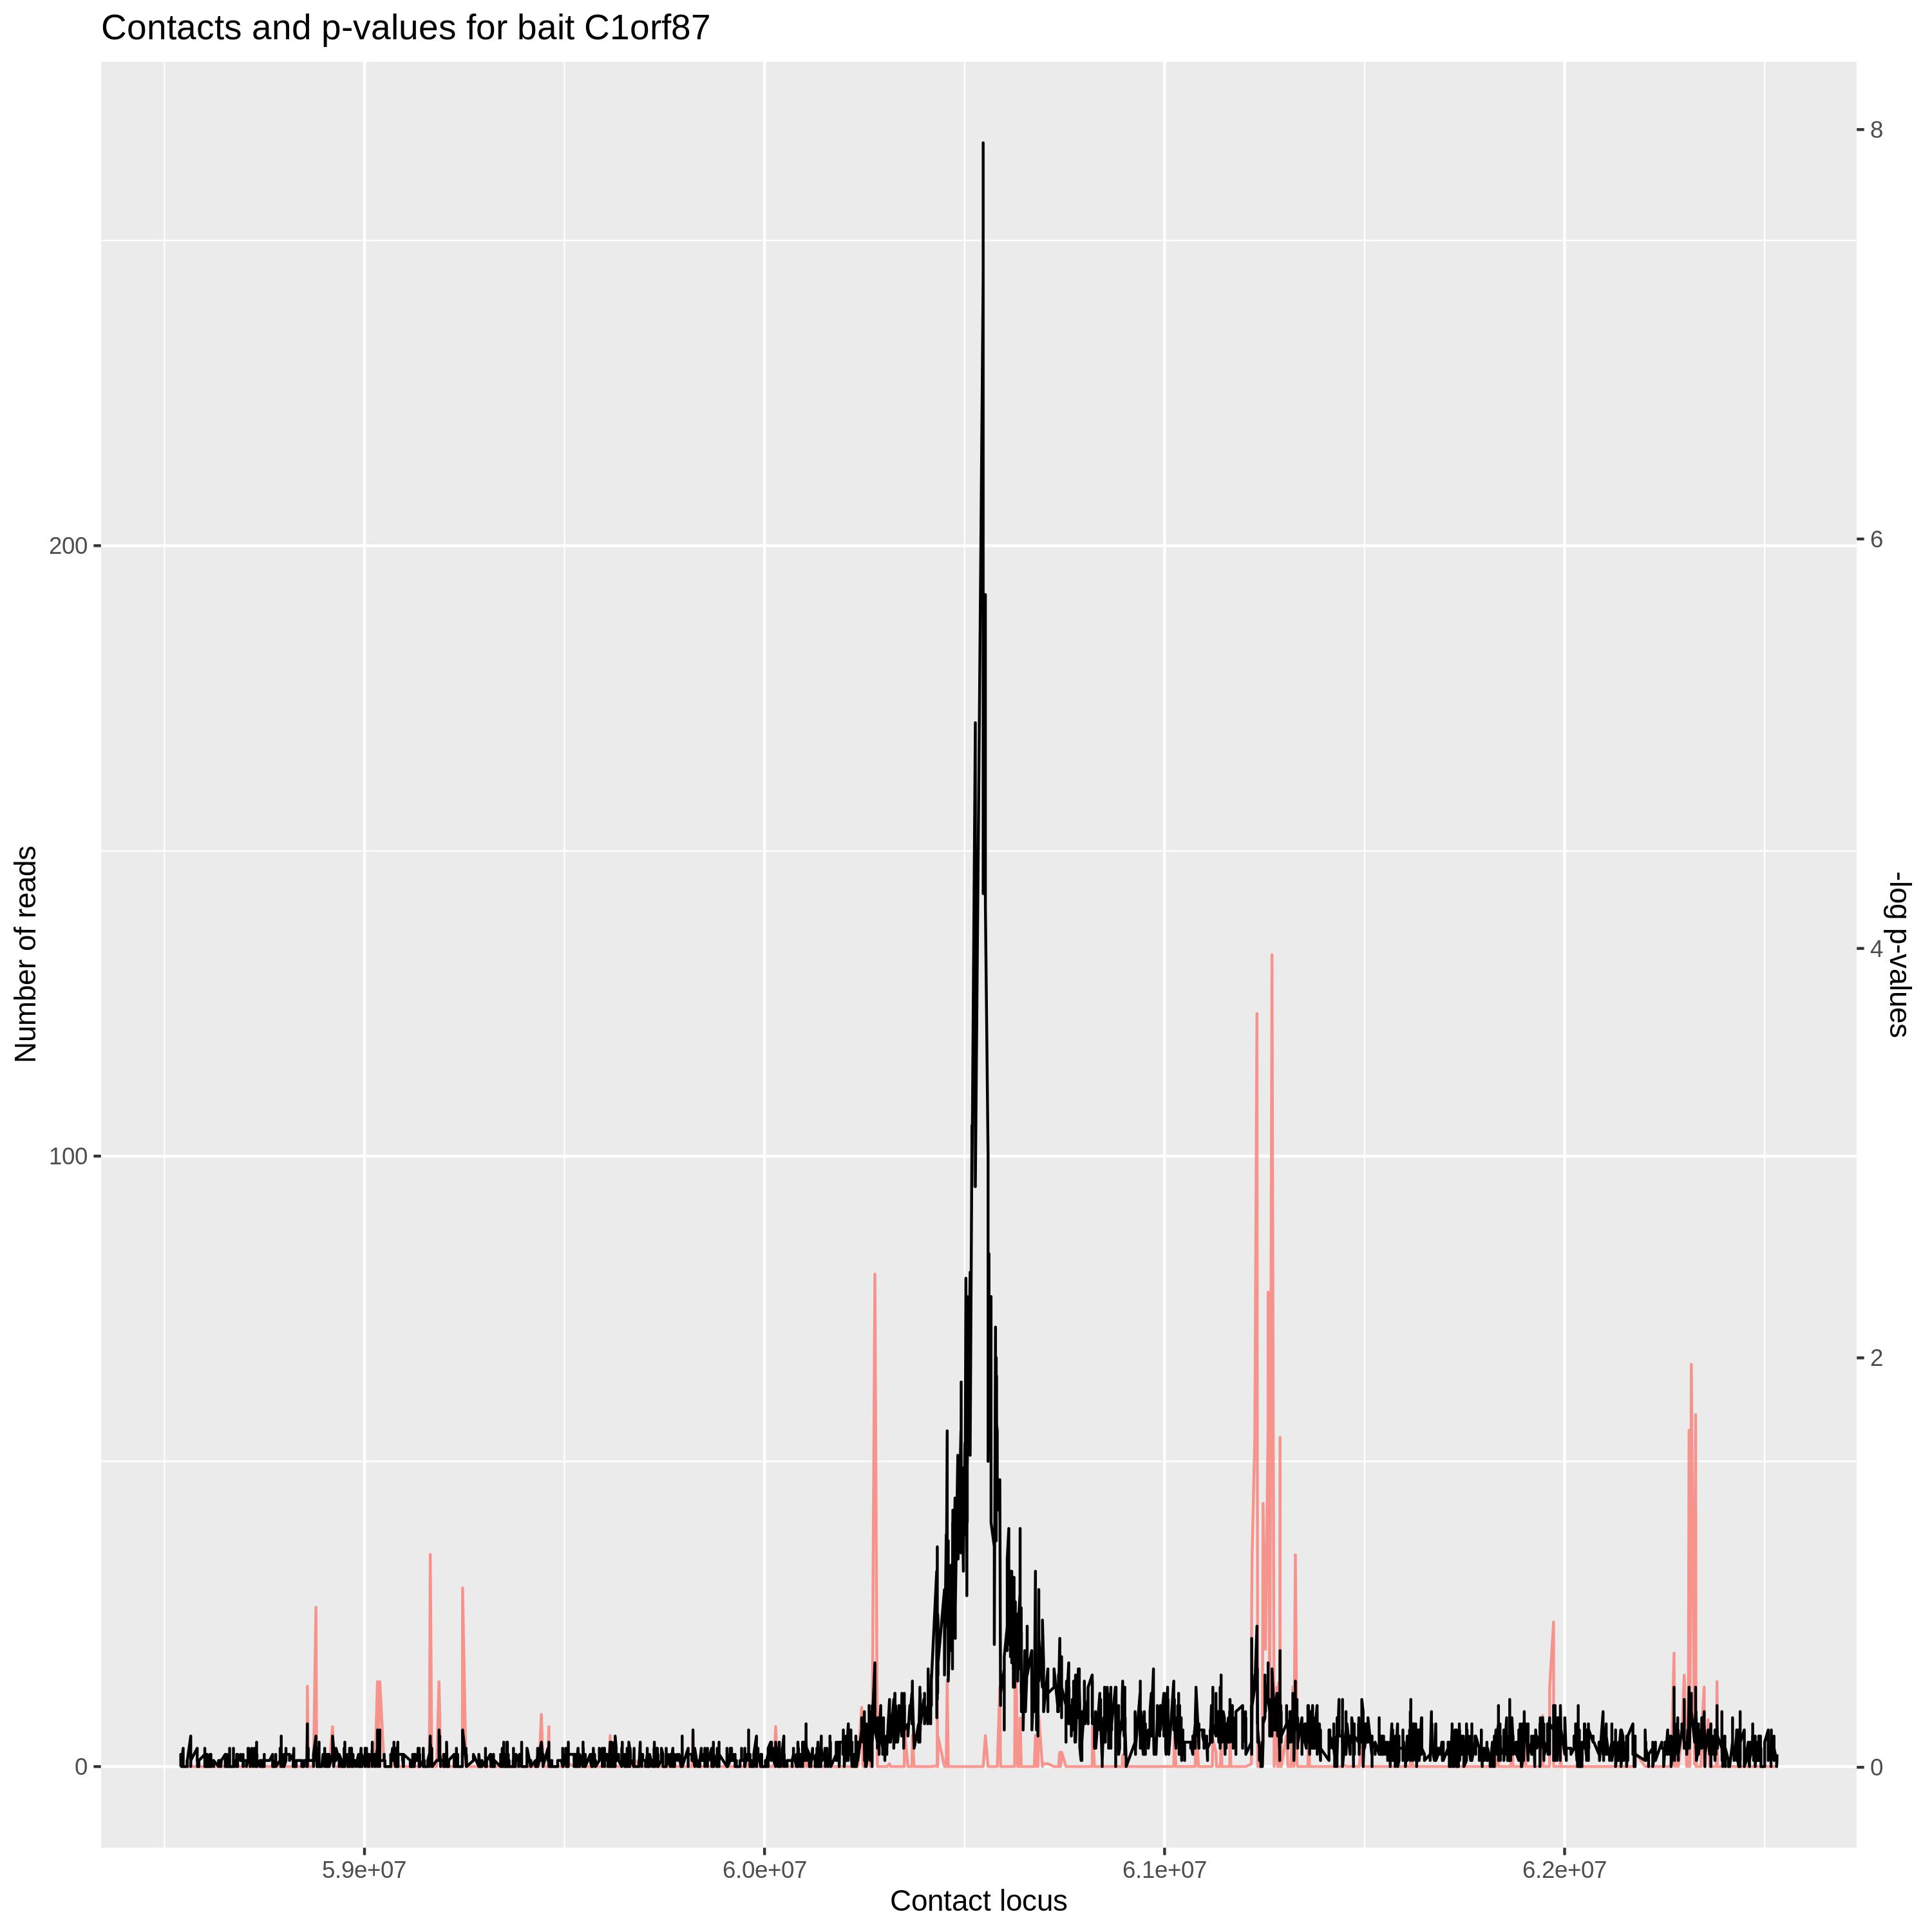 Contacts and p-values for bait C1orf87
8
200
6
Number of reads
-log p-values
4
100
2
0
0
5.9e+07
6.0e+07
6.1e+07
6.2e+07
Contact locus